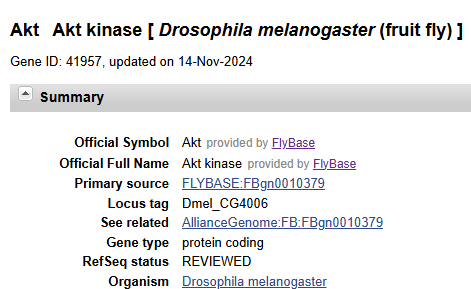 Akt Akt kinase [ Drosophila melanogaster (fruit fly) ]
Gene ID: 41957, updated on 14-Nov-2024
Summary
Official Symbol Akt provided by FlyBase
Official Full Name Akt kinase provided by FlyBase
Primary source FLYBASE:FBgn0010379
Locus tag Dmel_CG4006
See related AllianceGenome:FB:FBgn0010379
Gene type protein coding
RefSeq status REVIEWED
Organism Drosophila melanogaster